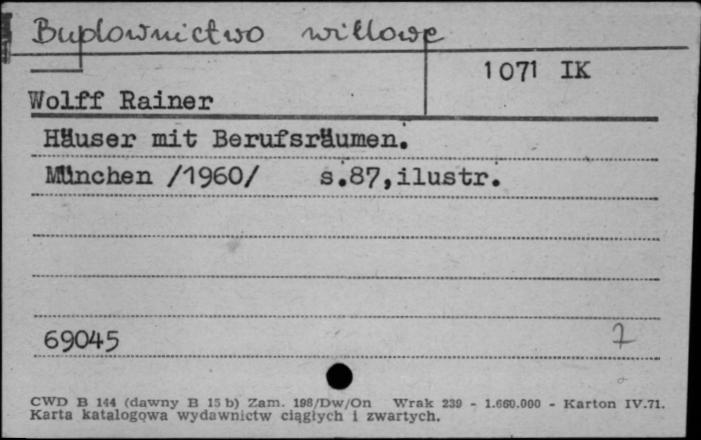 Budownictwo willowe
1071 IK
Wolff Rainer
Häuser mit Berufsräumen.
München /1960/ s.87,ilustr.
69045 7
CWD B 144 (dawny B 15 b) Zam. 198/Dw/On Wrak 239 - 1.660.000 - Karton IV.71.
Karta katalogowa wydawnictw ciągłych i zwartych.